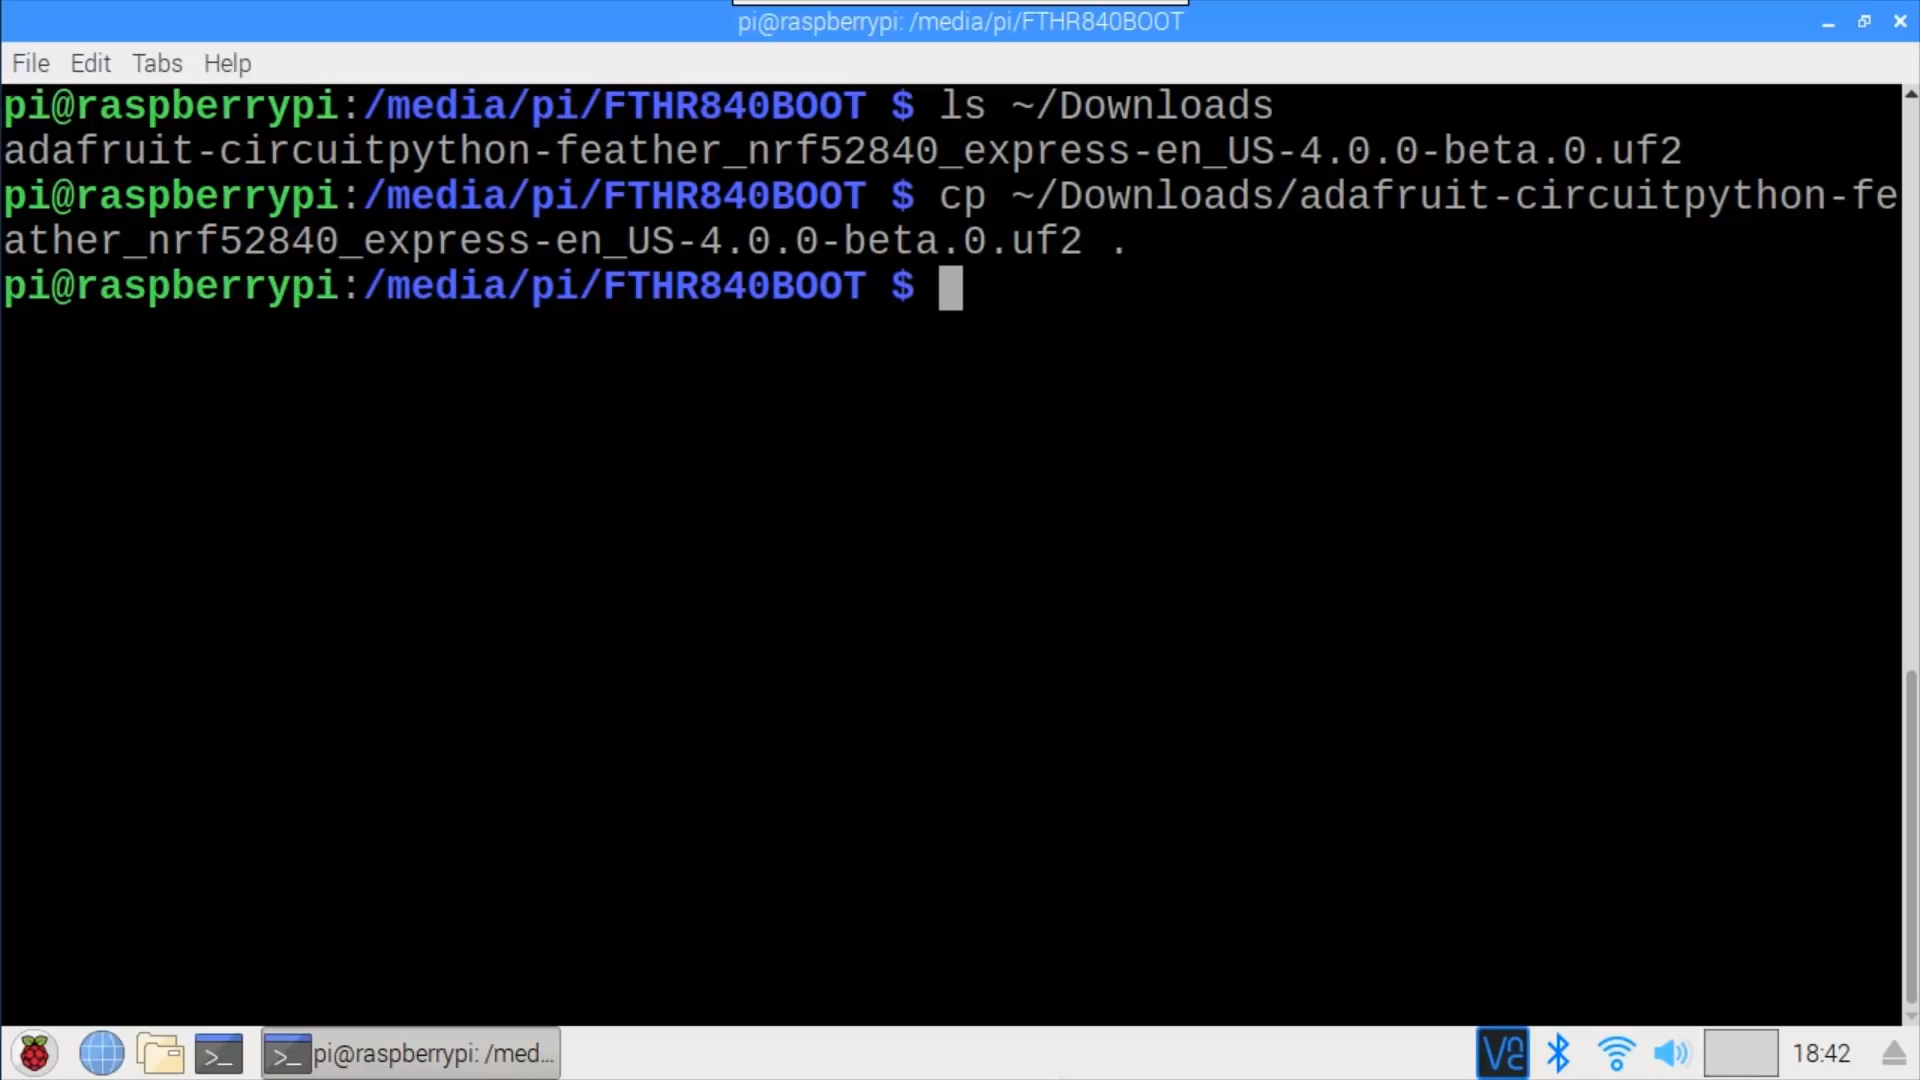 pi@raspberrypi: /media/pi/FTHR840BOOT
File Edit Tabs Help
pi@raspberrypi:/media/pi/FTHR840BOOT $ ls ~/Downloads
adafruit-circuitpython-feather_nrf52840_express-en_US-4.0.0-beta.0.uf2
pi@raspberrypi:/media/pi/FTHR840BOOT $ cp ~/Downloads/adafruit-circuitpython-fe
ather_nrf52840_express-en_US-4.0.0-beta.0.uf2 .
pi@raspberrypi:/media/pi/FTHR840BOOT $
>_ >_ pi@raspberrypi: /med... 18:42